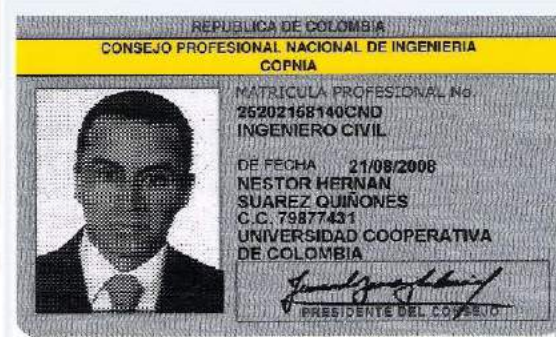 REPUBLICA DE COLOMBIA
CONSEJO PROFESIONAL NACIONAL DE INGENIERIA
COPNIA
MATRICULA PROFESIONAL No.
25202158140CND
INGENIERO CIVIL
DE FECHA 21/08/2008
NESTOR HERNAN
SUAREZ QUIÑONES
C.C. 79877431
UNIVERSIDAD COOPERATIVA
DE COLOMBIA
PRESIDENTE DEL CONSEJO